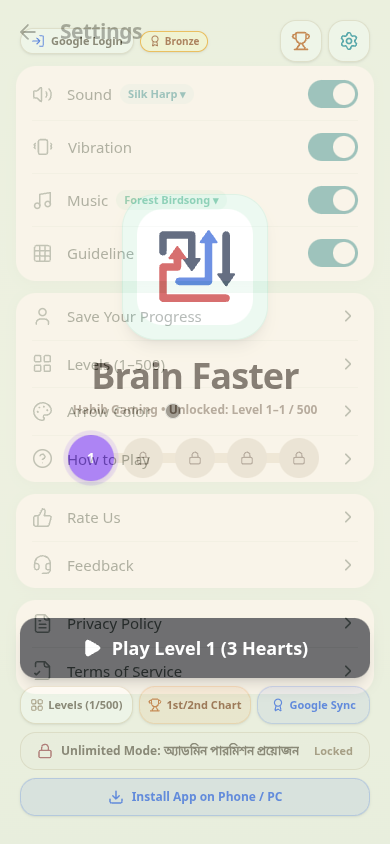 Settings
Google Login
Bronze
Sound Silk Harp ▾
Vibration
Music Forest Birdsong ▾
Guideline
Save Your Progress
Levels (1–500)
Brain Faster
Arrow Color
Habib Gaming • Unlocked: Level 1–1 / 500
1
How to Play
Rate Us
Feedback
Privacy Policy
Play Level 1 (3 Hearts)
Terms of Service
Levels (1/500)
1st/2nd Chart
Google Sync
Unlimited Mode: অ্যাডমিন পারমিশন প্রয়োজন Locked
Install App on Phone / PC